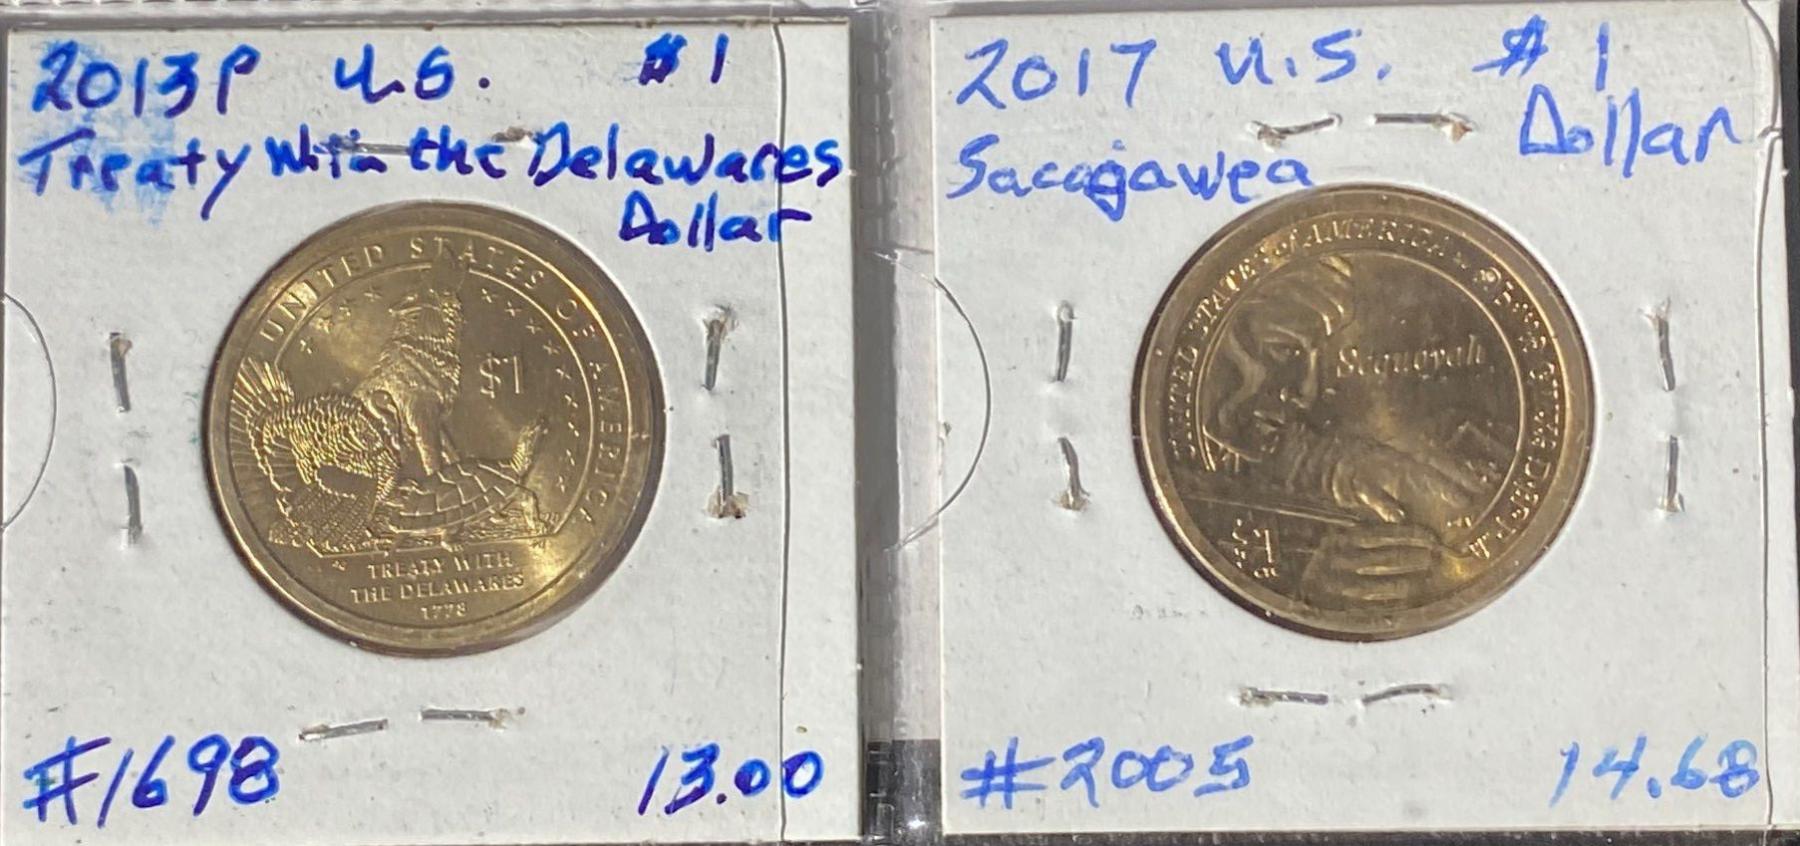 2013P U.S. $1
Treaty With the Delawares
Dollar
UNITED STATES OF AMERICA
$1
TREATY WITH
THE DELAWARES
1778
#1698 13.00
2017 U.S. $1
Sacagawea Dollar
UNITED STATES of AMERICA
Sequoyah
$1
#2005 14.68